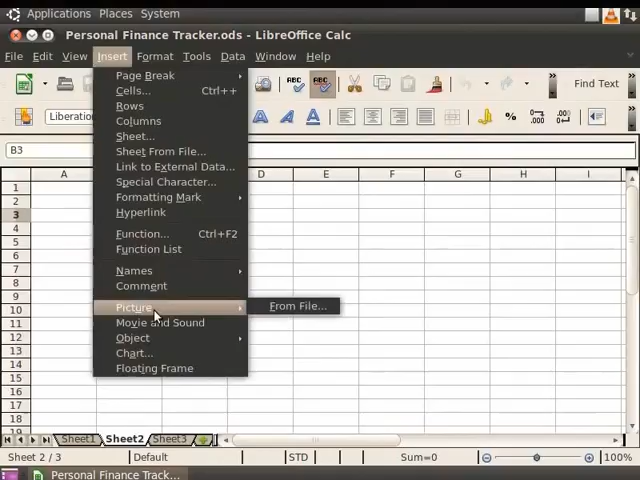 Applications Places System
Personal Finance Tracker.ods - LibreOffice Calc
File Edit View Insert Format Tools Data Window Help
Page Break
Cells... Ctrl++
Rows
Columns
Sheet...
Sheet From File...
Link to External Data...
Special Character...
Formatting Mark
Hyperlink
Function... Ctrl+F2
Function List
Names
Comment
Picture
From File...
Movie and Sound
Object
Chart...
Floating Frame
ABC ABC Find Text
Liberation
%
B3
A D E F G H I
1
2
3
4
5
6
7
8
9
10
11
12
13
14
15
16
17
18
19
Sheet1 Sheet2 Sheet3
Sheet 2 / 3 Default STD Sum=0 100%
Personal Finance Track...